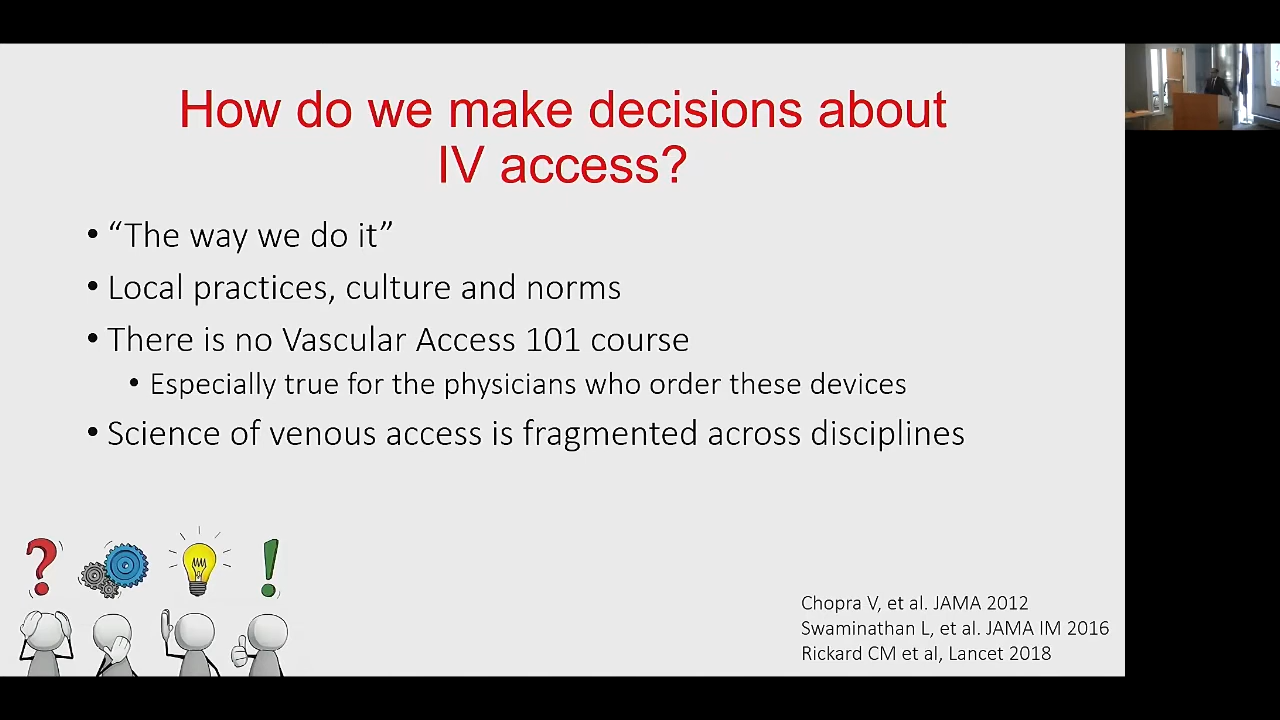 How do we make decisions about
IV access?
• “The way we do it”
• Local practices, culture and norms
• There is no Vascular Access 101 course
• Especially true for the physicians who order these devices
• Science of venous access is fragmented across disciplines
?
!
Chopra V, et al. JAMA 2012
Swaminathan L, et al. JAMA IM 2016
Rickard CM et al, Lancet 2018